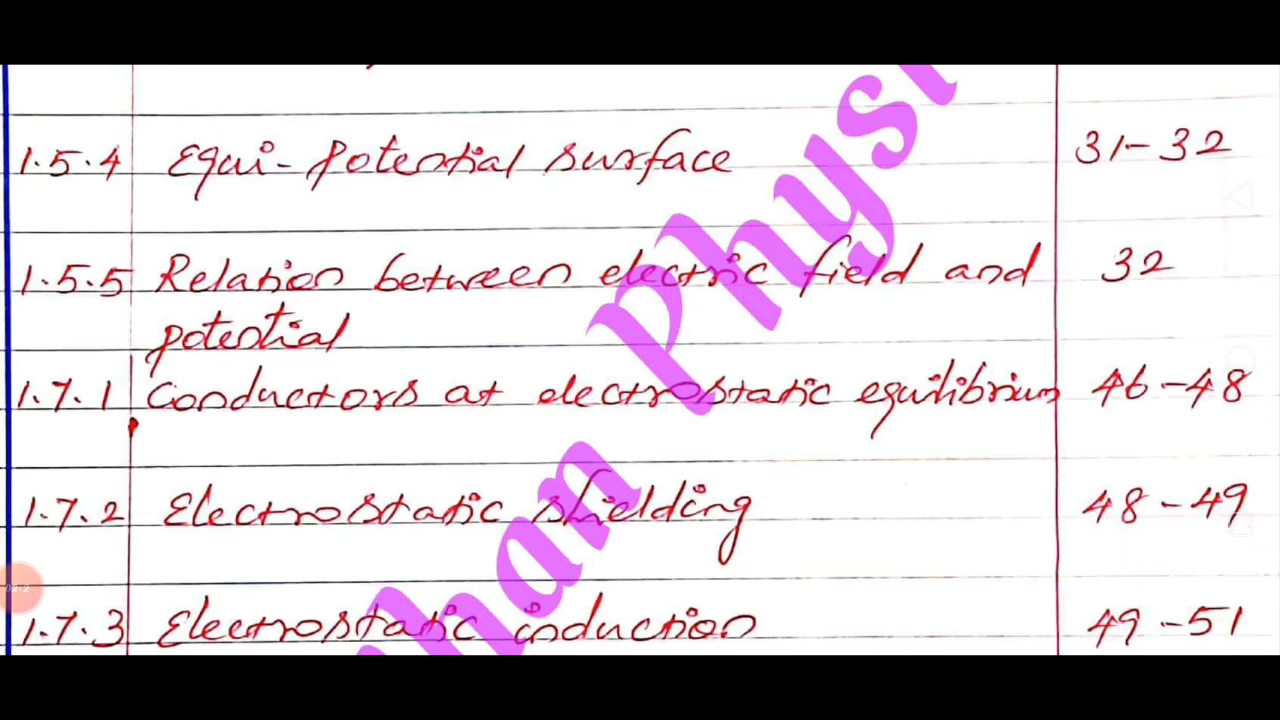 1.5.4 Equi-potential surface 31-32
1.5.5 Relation between electric field and 32
potential
1.7.1 Conductors at electrostatic equilibrium 46-48
1.7.2 Electrostatic shielding 48-49
1.7.3 Electrostatic induction 49-51